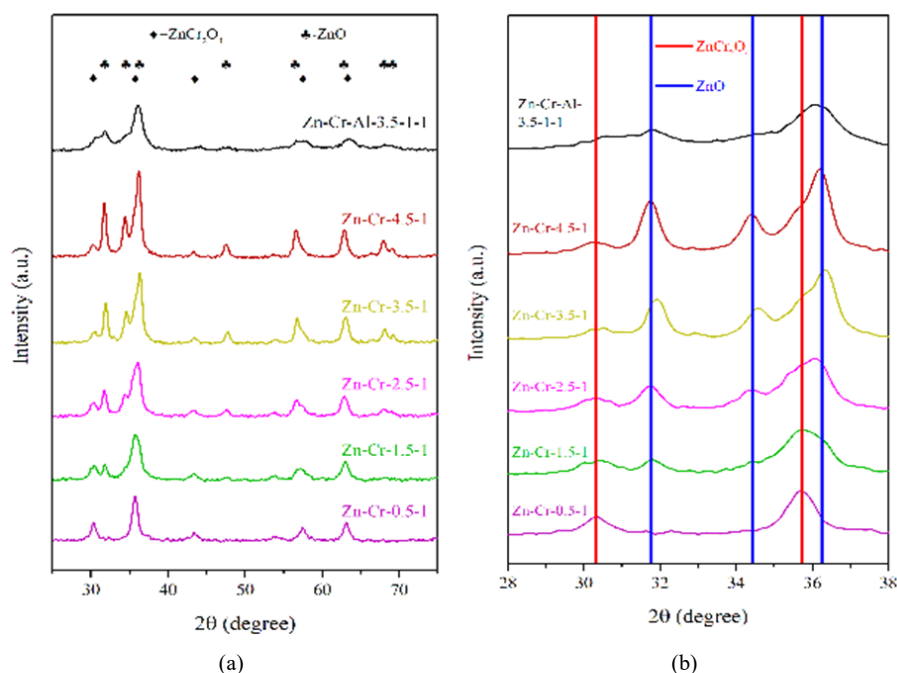 ♦–ZnCr₂O₄ ♣-ZnO
Zn-Cr-Al-3.5-1-1
Zn-Cr-4.5-1
Zn-Cr-3.5-1
Zn-Cr-2.5-1
Zn-Cr-1.5-1
Zn-Cr-0.5-1
Intensity (a.u.)
30 40 50 60 70
2θ (degree)
(a)
ZnO
Zn-Cr-Al-
3.5-1-1
Zn-Cr-4.5-1
Zn-Cr-3.5-1
Zn-Cr-2.5-1
Zn-Cr-1.5-1
Zn-Cr-0.5-1
Intensity (a.u.)
28 30 32 34 36 38
2θ (degree)
(b)